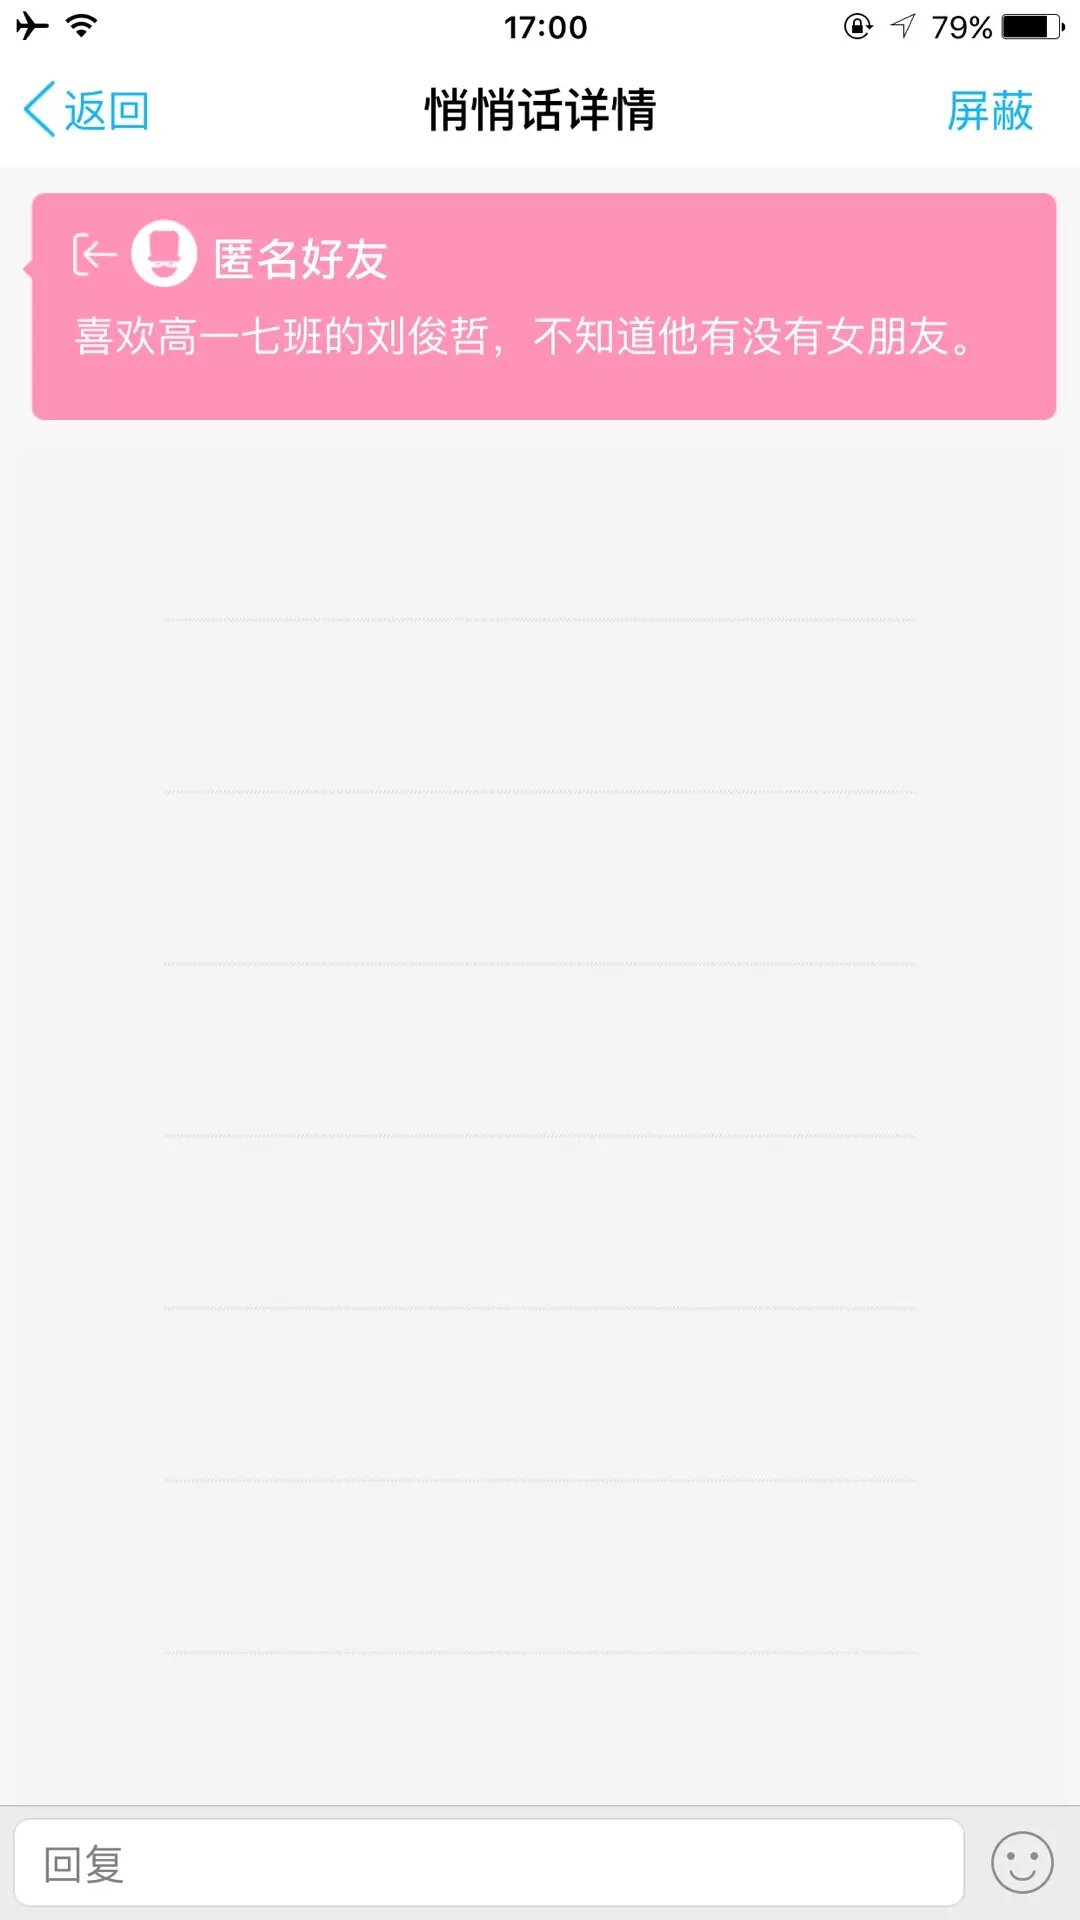 17:00
79%
返回
悄悄话详情
屏蔽
匿名好友
喜欢高一七班的刘俊哲，不知道他有没有女朋友。
回复